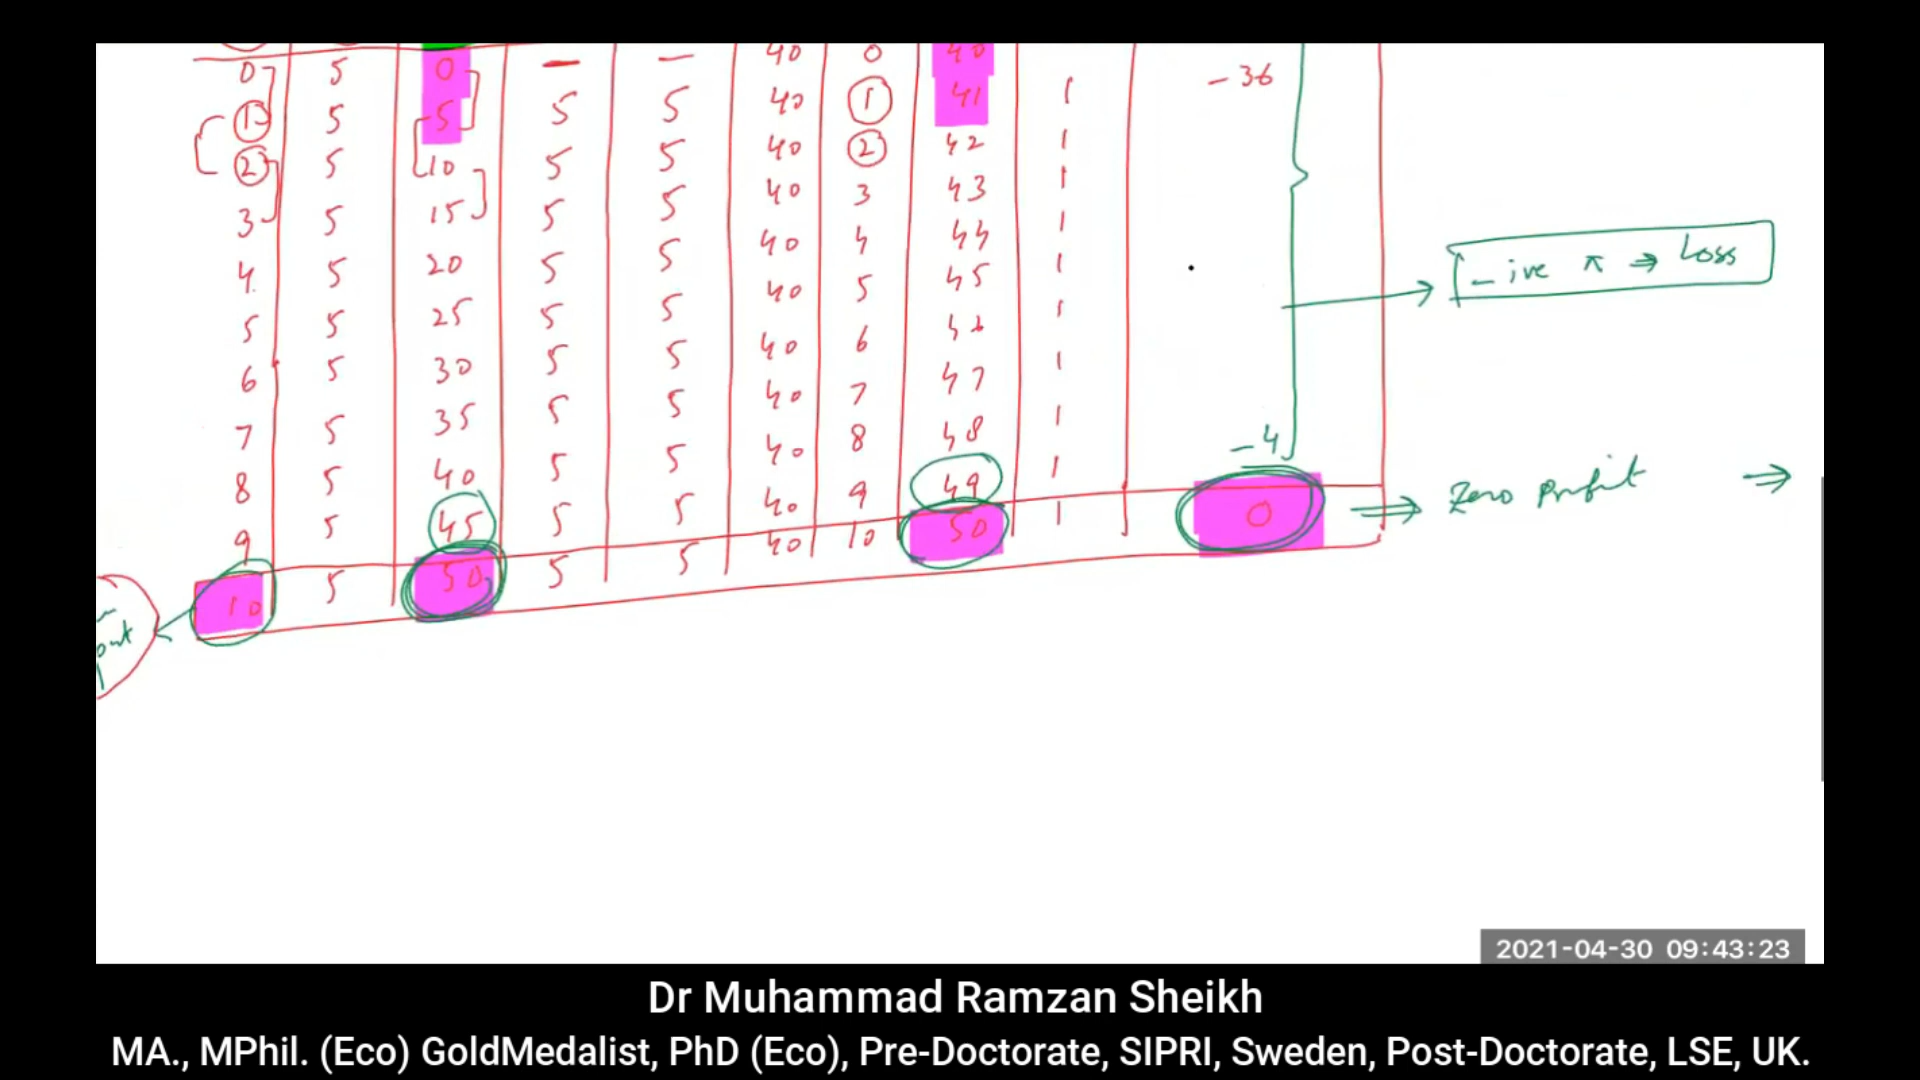 0 5 0 — — 40 0 40 -36
1 5 5 5 5 40 1 41 1
2 5 10 5 5 40 2 42 1
3 5 15 5 5 40 3 43 1
4 5 20 5 5 40 4 44 1
5 5 25 5 5 40 5 45 1
6 5 30 5 5 40 6 46 1
7 5 35 5 5 40 7 47 1
8 5 40 5 5 40 8 48 1
9 5 45 5 5 40 9 49 1 -4
10 5 50 5 5 40 10 50 1 0
-ive π ⇒ Loss
⇒ Zero Profit ⇒
2021-04-30 09:43:23
Dr Muhammad Ramzan Sheikh
MA., MPhil. (Eco) GoldMedalist, PhD (Eco), Pre-Doctorate, SIPRI, Sweden, Post-Doctorate, LSE, UK.